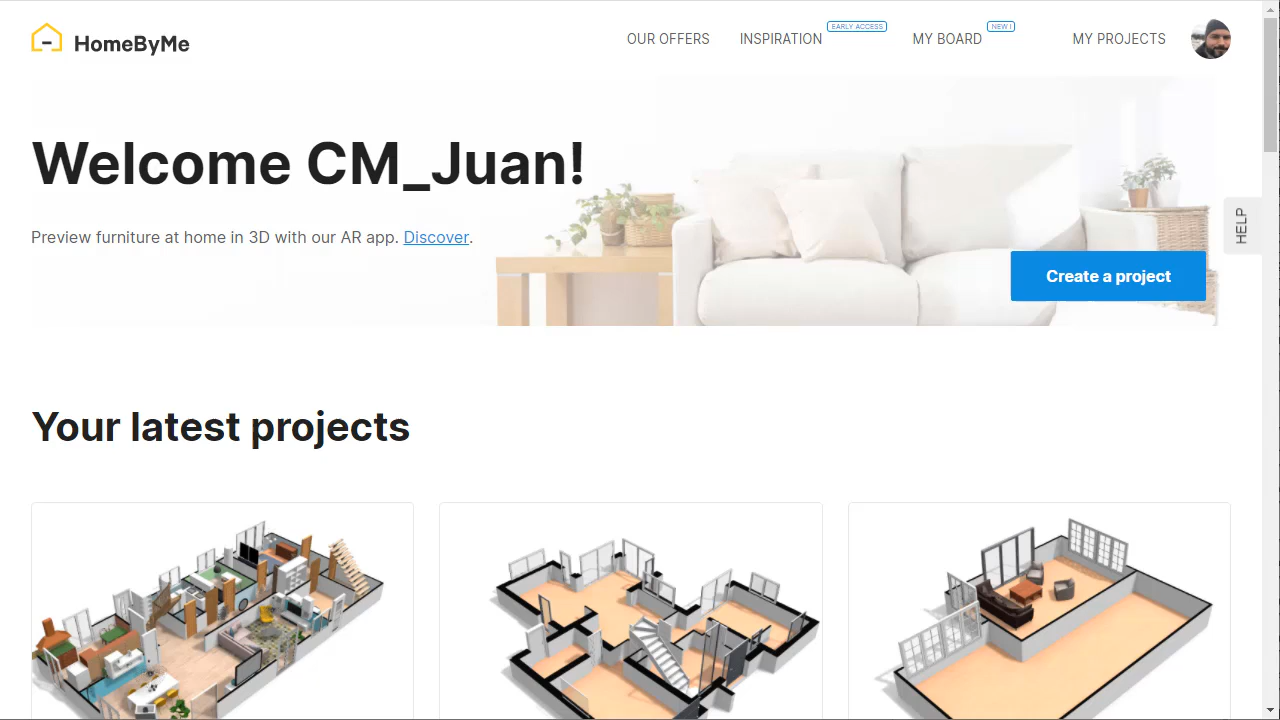 HomeByMe
OUR OFFERS
INSPIRATION
EARLY ACCESS
MY BOARD
NEW !
MY PROJECTS
Welcome CM_Juan!
Preview furniture at home in 3D with our AR app. Discover.
HELP
Create a project
Your latest projects